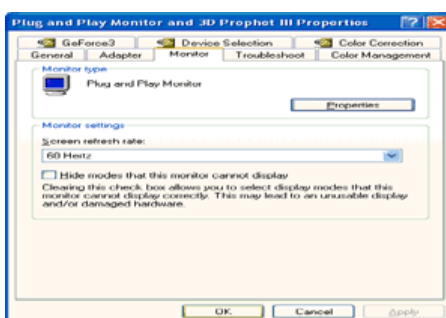 Plug and Play Monitor and 3D Prophet III Properties
GeForce3 Device Selection Color Correction
General Adapter Monitor Troubleshoot Color Management
Monitor type
Plug and Play Monitor
Properties
Monitor settings
Screen refresh rate:
60 Hertz
Hide modes that this monitor cannot display
Clearing this check box allows you to select display modes that this
monitor cannot display correctly. This may lead to an unusable display
and/or damaged hardware.
OK Cancel Apply